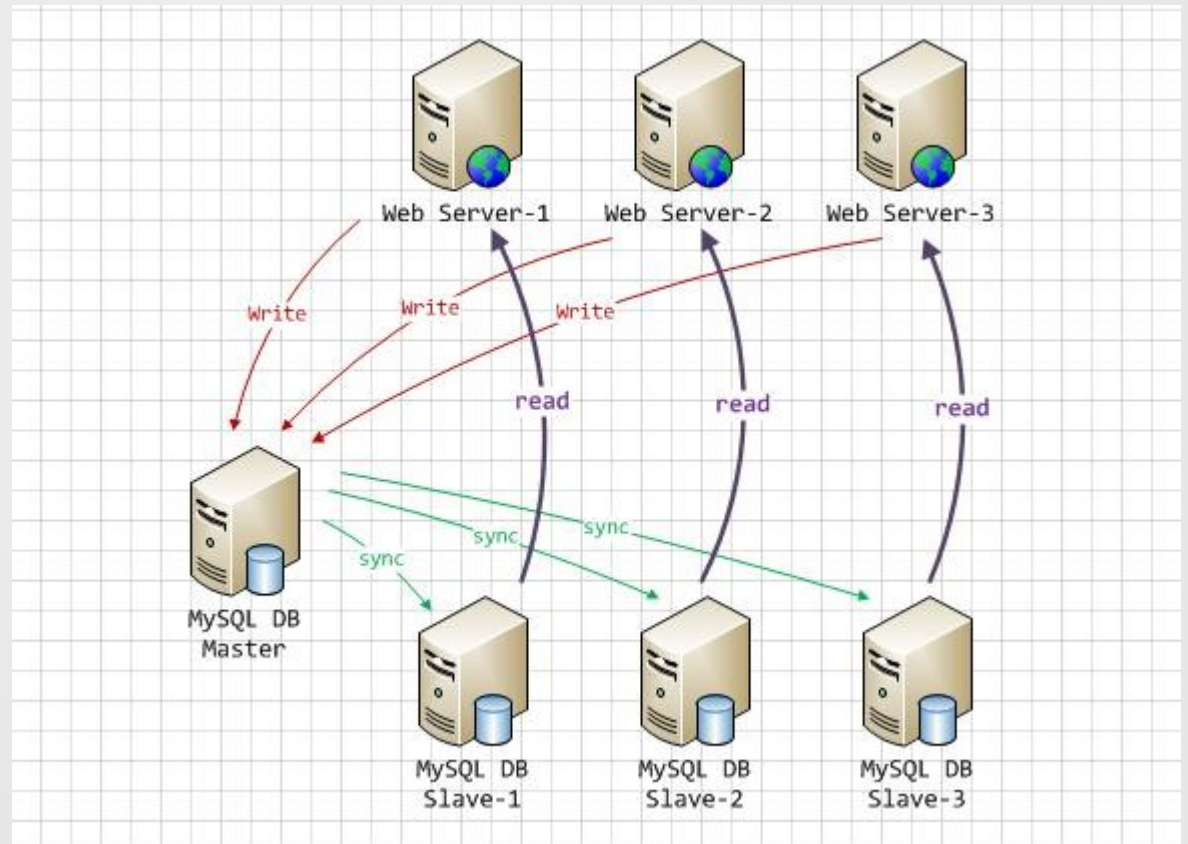 Web Server-1
Web Server-2
Web Server-3
Write
Write
Write
read
read
read
sync
sync
sync
MySQL DB
Master
MySQL DB
Slave-1
MySQL DB
Slave-2
MySQL DB
Slave-3